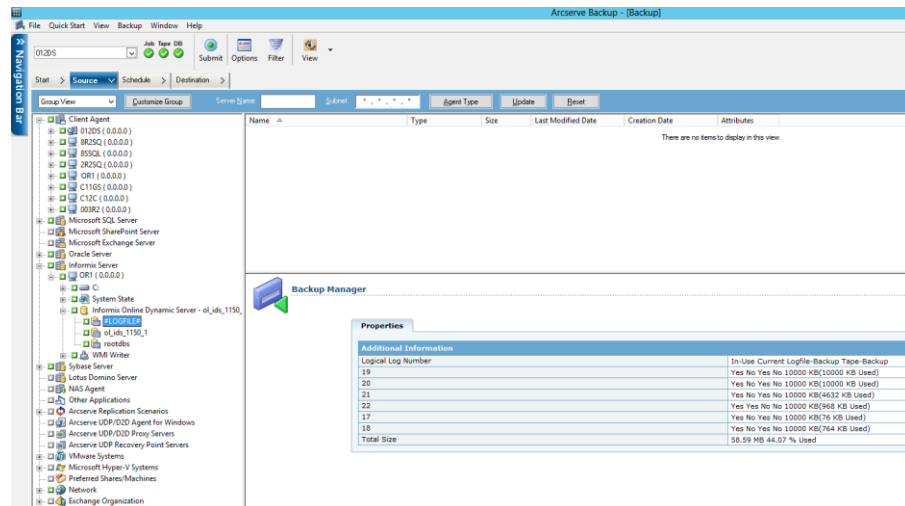 Arcserve Backup - [Backup]
File Quick Start View Backup Window Help
Navigation Bar
012DS
Job Tape DB
Submit Options Filter View
Start > Source Schedule > Destination >
Group View Customize Group Server Name Subnet Agent Type Update Reset
Client Agent
012DS ( 0.0.0.0 )
8R2SQ ( 0.0.0.0 )
8SSQL ( 0.0.0.0 )
2R2SQ ( 0.0.0.0 )
OR1 ( 0.0.0.0 )
C11GS ( 0.0.0.0 )
C12C ( 0.0.0.0 )
003R2 ( 0.0.0.0 )
Microsoft SQL Server
Microsoft SharePoint Server
Microsoft Exchange Server
Oracle Server
Informix Server
OR1 ( 0.0.0.0 )
C:
System State
Informix Online Dynamic Server - ol_ids_1150_
#LOGFILE#
ol_ids_1150_1
rootdbs
WMI Writer
Sybase Server
Lotus Domino Server
NAS Agent
Other Applications
Arcserve Replication Scenarios
Arcserve UDP/D2D Agent for Windows
Arcserve UDP/D2D Proxy Servers
Arcserve UDP Recovery Point Servers
VMware Systems
Microsoft Hyper-V Systems
Preferred Shares/Machines
Network
Exchange Organization
Name Type Size Last Modified Date Creation Date Attributes
There are no items to display in this view.
Backup Manager
Properties
Additional Information
Logical Log Number In-Use Current Logfile-Backup Tape-Backup
19 Yes No Yes No 10000 KB(10000 KB Used)
20 Yes No Yes No 10000 KB(10000 KB Used)
21 Yes No Yes No 10000 KB(4632 KB Used)
22 Yes Yes No No 10000 KB(968 KB Used)
17 Yes No Yes No 10000 KB(76 KB Used)
18 Yes No Yes No 10000 KB(764 KB Used)
Total Size 58.59 MB 44.07 % Used